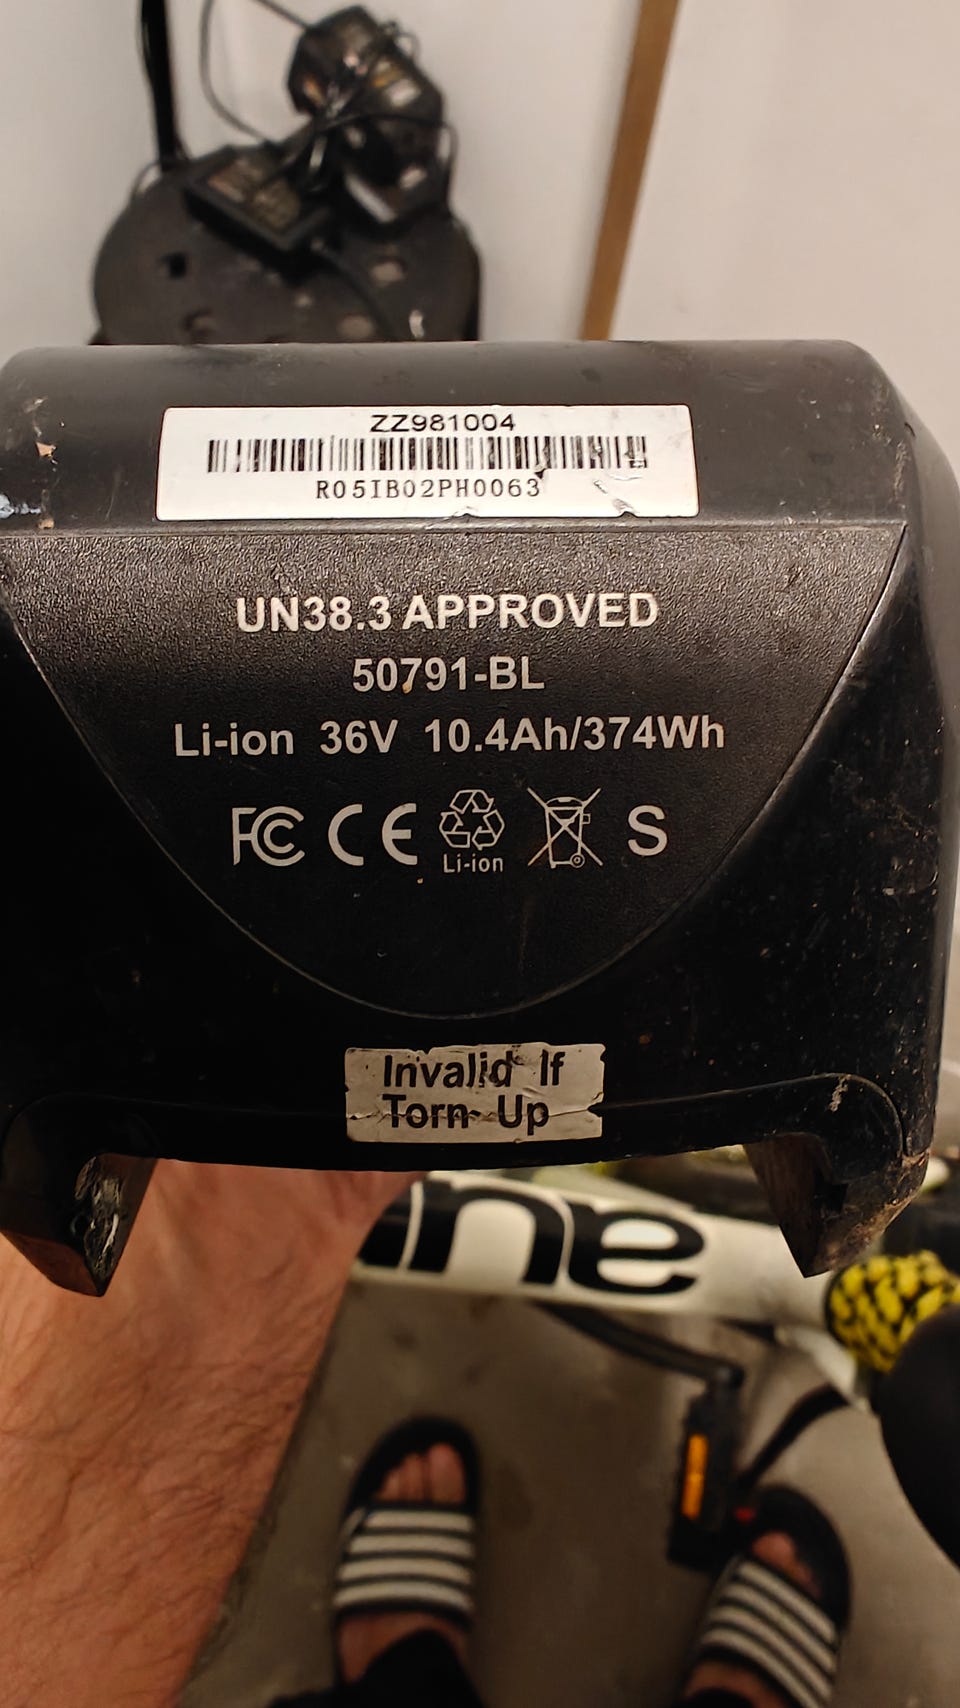 ZZ981004
R05IB02PH0063
UN38.3 APPROVED
50791-BL
Li-ion 36V 10.4Ah/374Wh
FC CE Li-ion S
Invalid If
Torn Up
ne